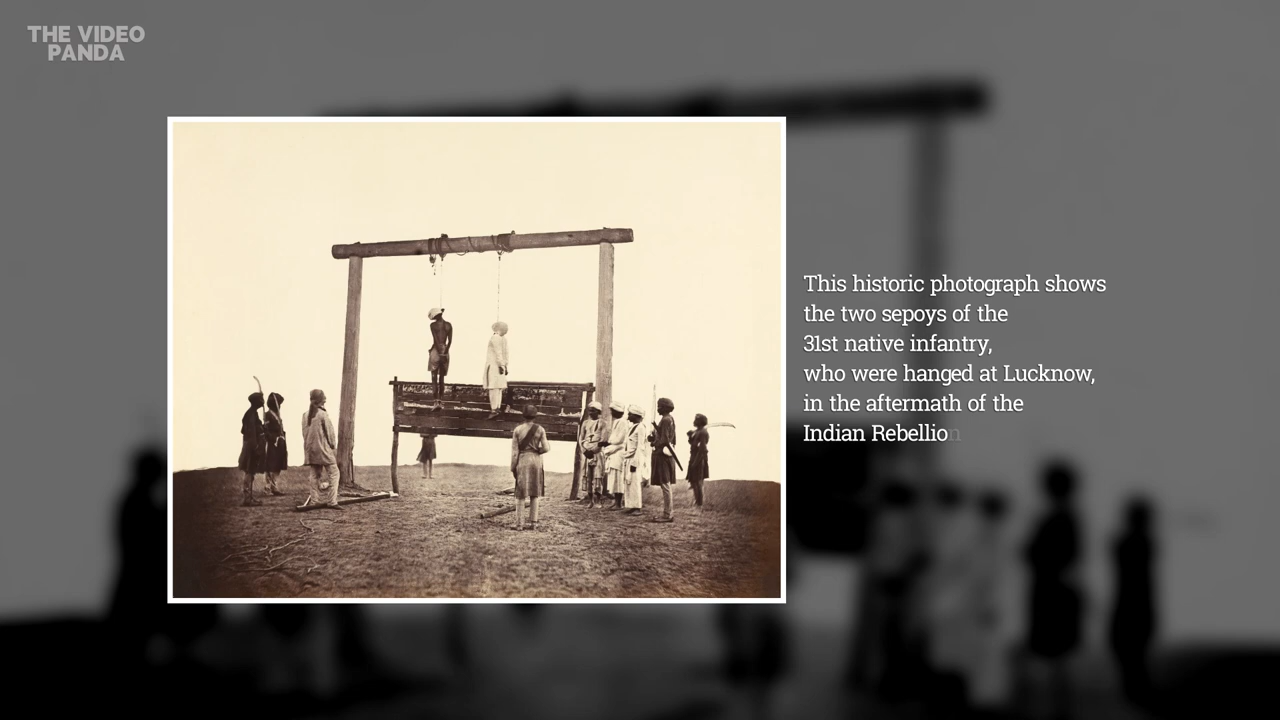 THE VIDEO
PANDA
This historic photograph shows
the two sepoys of the
31st native infantry,
who were hanged at Lucknow,
in the aftermath of the
Indian Rebellion